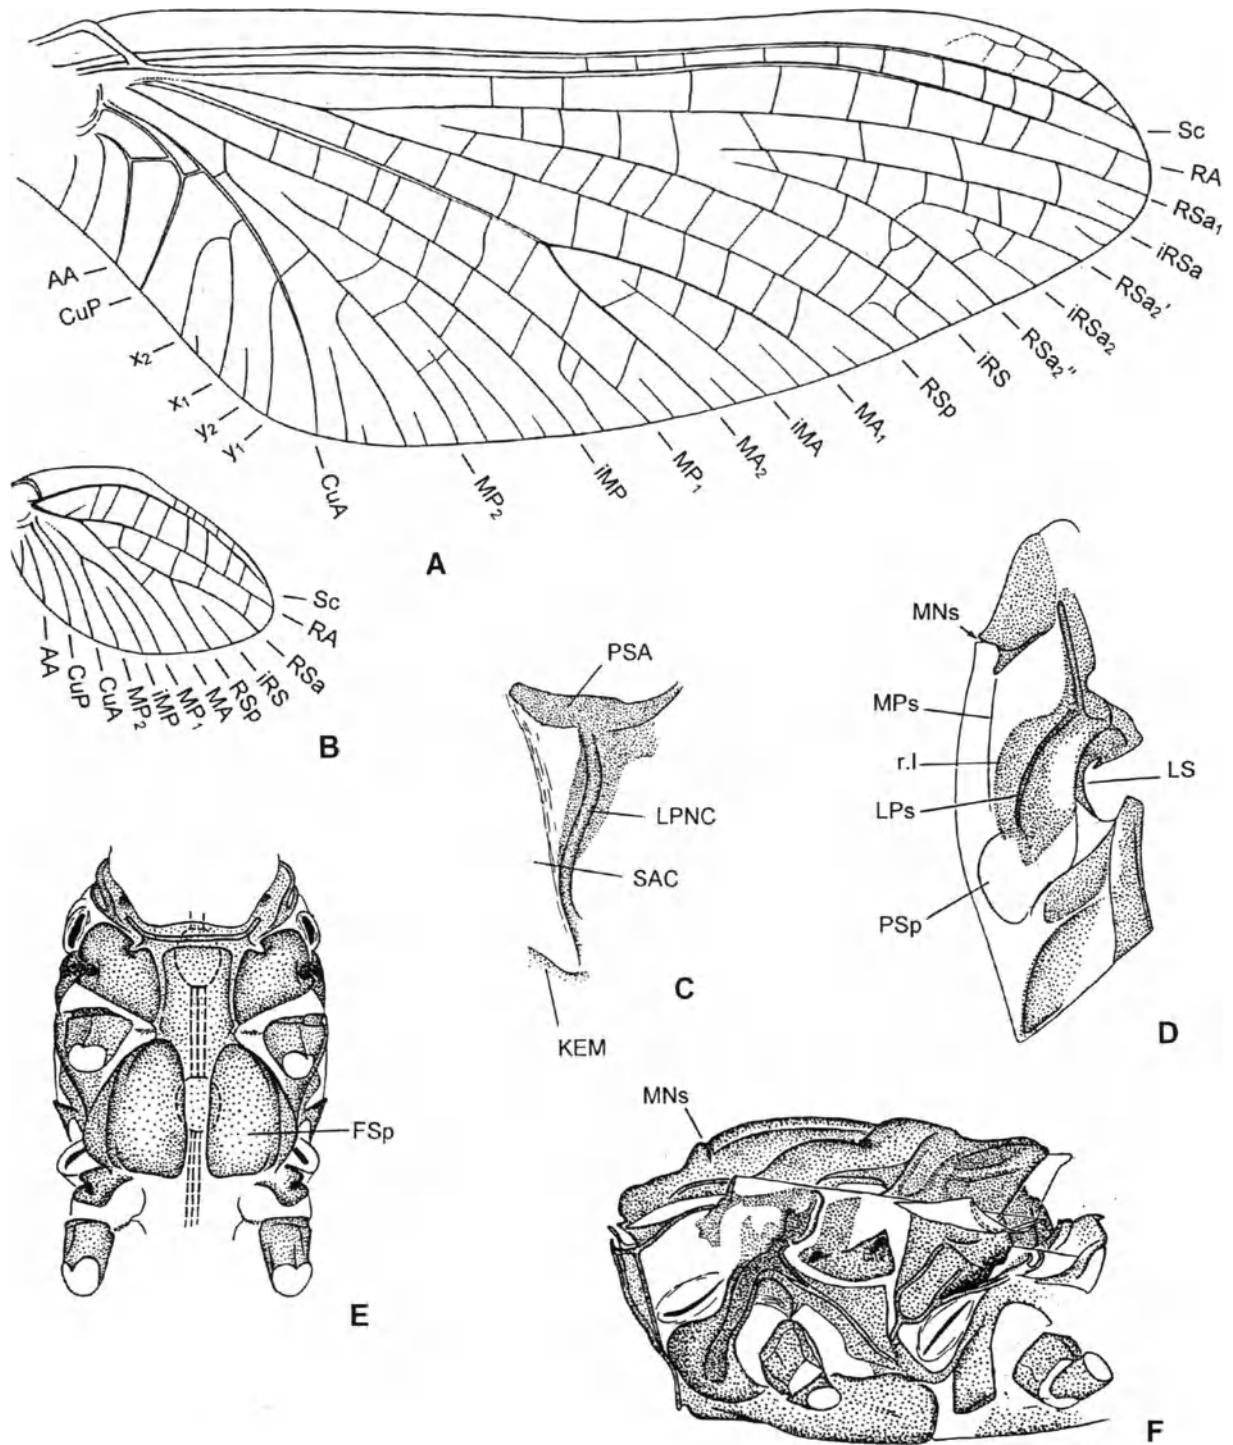 Sc
RA
RSa₁
iRSa
RSa₂'
iRSa₂
RSa₂"
iRS
RSp
MA₁
iMA
MA₂
MP₁
iMP
MP₂
CuA
y₁
y₂
x₁
x₂
CuP
AA
A
Sc
RA
RSa
iRS
RSp
MA
MP₁
iMP
MP₂
CuA
CuP
AA
B
PSA
LPNC
SAC
KEM
C
MNs
MPs
r.l
LPs
LS
PSp
D
FSp
E
MNs
F